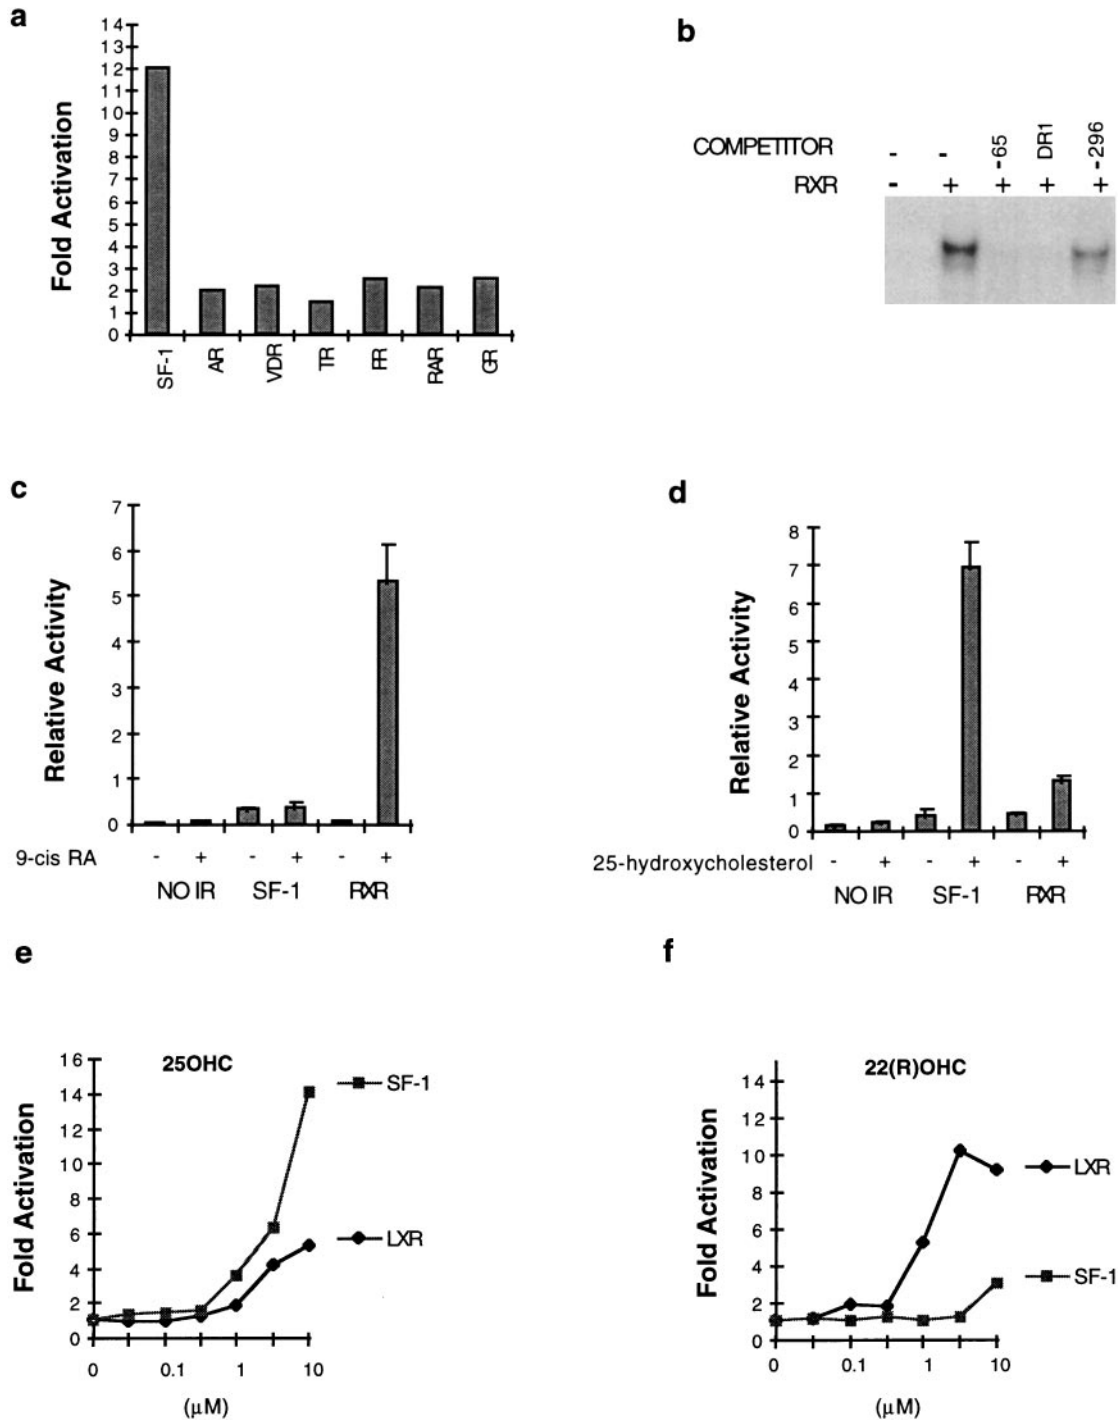 a
14
13
12
11
10
9
8
7
6
5
4
3
2
1
0
Fold Activation
SF-1
AR
VDR
TR
PR
RAR
GR
b
COMPETITOR - - -65 DR1 -296
RXR - + + + +
c
7
6
5
4
3
2
1
0
Relative Activity
9-cis RA - + - + - +
NO IR SF-1 RXR
d
8
7
6
5
4
3
2
1
0
Relative Activity
25-hydroxycholesterol - + - + - +
NO IR SF-1 RXR
e
25OHC
16
14
12
10
8
6
4
2
0
Fold Activation
SF-1
LXR
0 0.1 1 10
(µM)
f
22(R)OHC
14
12
10
8
6
4
2
0
Fold Activation
LXR
SF-1
0 0.1 1 10
(µM)